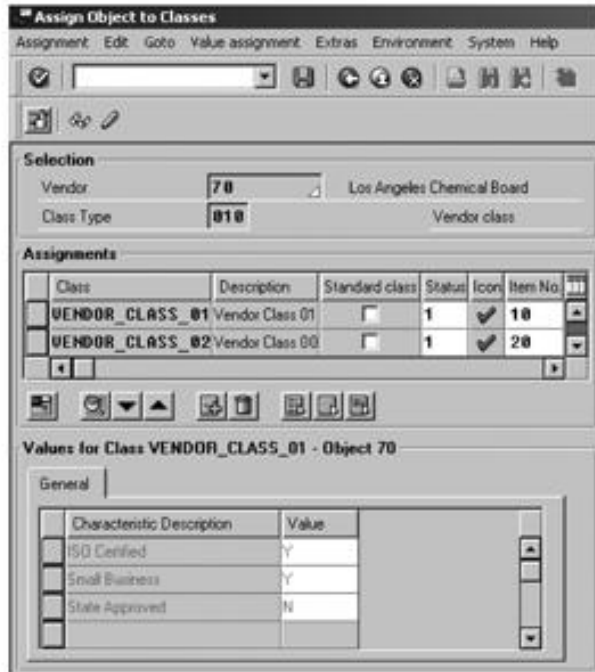 Assign Object to Classes
Assignment Edit Goto Value assignment Extras Environment System Help
Selection
Vendor 70 Los Angeles Chemical Board
Class Type 010 Vendor class
Assignments
Class Description Standard class Status Icon Item No.
VENDOR_CLASS_01 Vendor Class 01 1 10
VENDOR_CLASS_02 Vendor Class 00 1 20
Values for Class VENDOR_CLASS_01 - Object 70
General
Characteristic Description Value
ISO Certified Y
Small Business Y
State Approved N